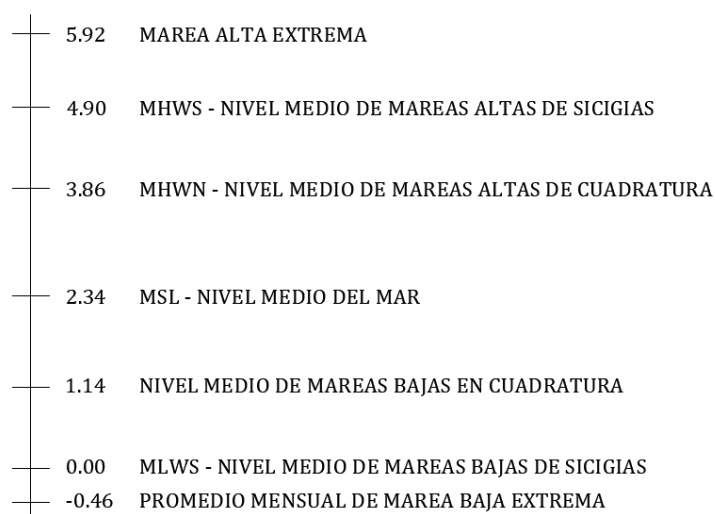 5.92 MAREA ALTA EXTREMA
4.90 MHWS - NIVEL MEDIO DE MAREAS ALTAS DE SICIGIAS
3.86 MHWN - NIVEL MEDIO DE MAREAS ALTAS DE CUADRATURA
2.34 MSL - NIVEL MEDIO DEL MAR
1.14 NIVEL MEDIO DE MAREAS BAJAS EN CUADRATURA
0.00 MLWS - NIVEL MEDIO DE MAREAS BAJAS DE SICIGIAS
-0.46 PROMEDIO MENSUAL DE MAREA BAJA EXTREMA